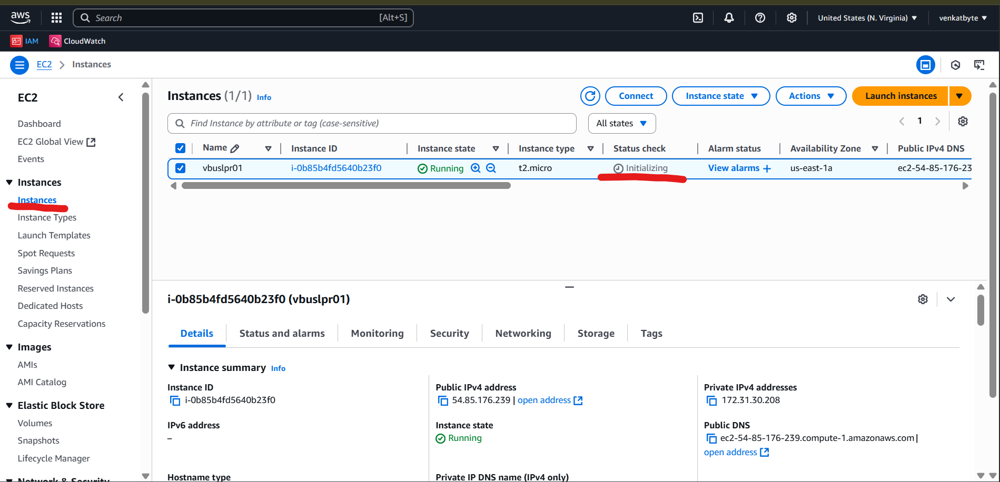 aws
Search [Alt+S]
United States (N. Virginia)
venkatbyte
IAM
CloudWatch
EC2
Instances
EC2
Dashboard
EC2 Global View
Events
Instances
Instances
Instance Types
Launch Templates
Spot Requests
Savings Plans
Reserved Instances
Dedicated Hosts
Capacity Reservations
Images
AMIs
AMI Catalog
Elastic Block Store
Volumes
Snapshots
Lifecycle Manager
Network & Security
Instances (1/1) Info
Connect
Instance state
Actions
Launch instances
Find Instance by attribute or tag (case-sensitive)
All states
1
Name Instance ID Instance state Instance type Status check Alarm status Availability Zone Public IPv4 DNS
vbuslpr01 i-0b85b4fd5640b23f0 Running t2.micro Initializing View alarms + us-east-1a ec2-54-85-176-23
i-0b85b4fd5640b23f0 (vbuslpr01)
Details Status and alarms Monitoring Security Networking Storage Tags
Instance summary Info
Instance ID
i-0b85b4fd5640b23f0
Public IPv4 address
54.85.176.239 | open address
Private IPv4 addresses
172.31.30.208
IPv6 address
–
Instance state
Running
Public DNS
ec2-54-85-176-239.compute-1.amazonaws.com |
open address
Hostname type
Private IP DNS name (IPv4 only)